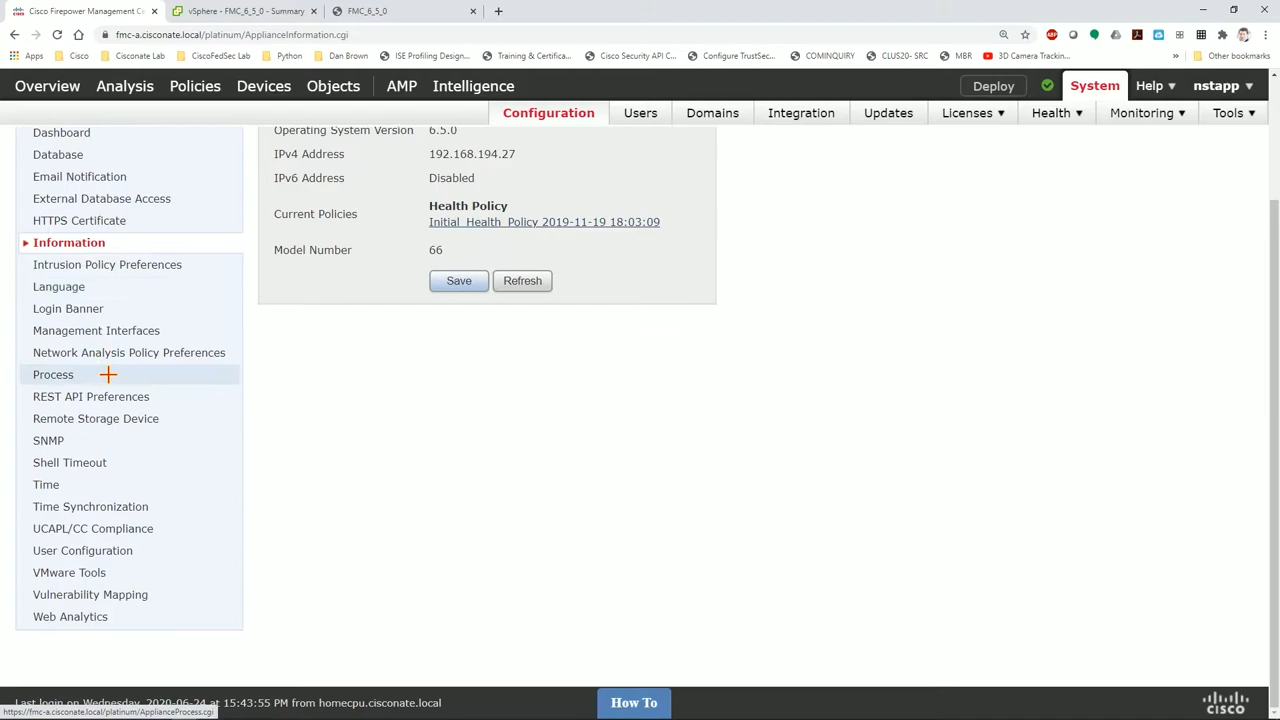 Cisco Firepower Management Ce
vSphere - FMC_6_5_0 - Summary
FMC_6_5_0
fmc-a.cisconate.local/platinum/ApplianceInformation.cgi
Apps
Cisco
Cisconate Lab
CiscoFedSec Lab
Python
Dan Brown
ISE Profiling Design...
Training & Certifica...
Cisco Security API C...
Configure TrustSec...
COMINQUIRY
CLUS20- SRC
MBR
3D Camera Trackin...
»
Other bookmarks
Overview
Analysis
Policies
Devices
Objects
AMP
Intelligence
Deploy
System
Help
nstapp
Configuration
Users
Domains
Integration
Updates
Licenses
Health
Monitoring
Tools
Dashboard
Database
Email Notification
External Database Access
HTTPS Certificate
Information
Intrusion Policy Preferences
Language
Login Banner
Management Interfaces
Network Analysis Policy Preferences
Process
REST API Preferences
Remote Storage Device
SNMP
Shell Timeout
Time
Time Synchronization
UCAPL/CC Compliance
User Configuration
VMware Tools
Vulnerability Mapping
Web Analytics
Operating System Version 6.5.0
IPv4 Address 192.168.194.27
IPv6 Address Disabled
Current Policies
Health Policy
Initial_Health_Policy 2019-11-19 18:03:09
Model Number 66
Save
Refresh
Last login on Wednesday, 2020-06-24 at 15:43:55 PM from homecpu.cisconate.local
https://fmc-a.cisconate.local/platinum/ApplianceProcess.cgi
How To
cisco